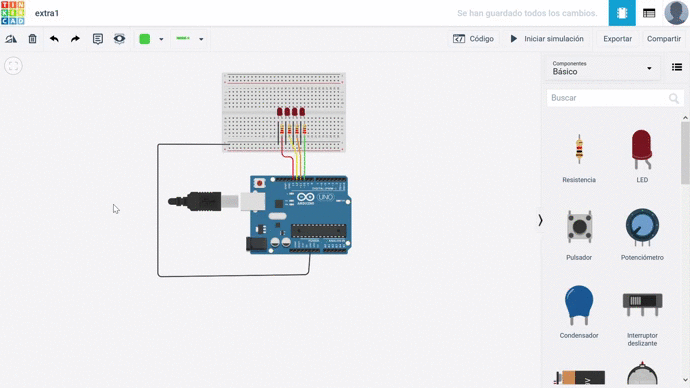 TIN
KER
CAD
extra1
Se han guardado todos los cambios.
Código
Iniciar simulación
Exportar
Compartir
Componentes
Básico
Buscar
Resistencia
LED
Pulsador
Potenciómetro
Condensador
Interruptor
deslizante
UNO
ARDUINO